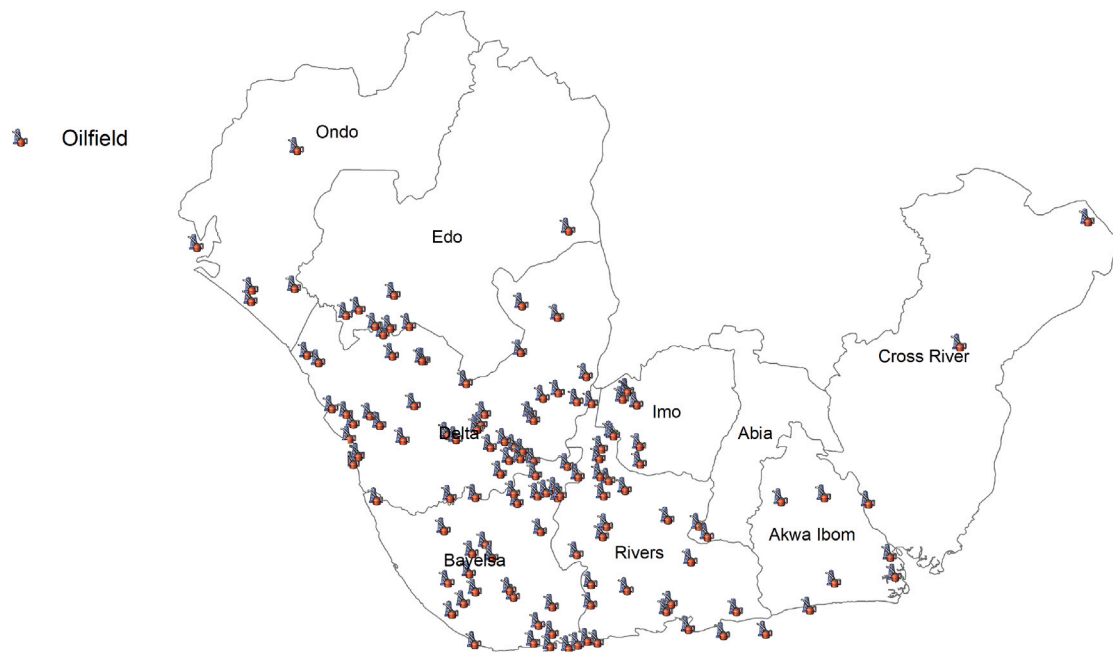 Ondo
Oilfield
Edo
Cross River
Imo
Abia
Delta
Akwa Ibom
Rivers
Bayelsa